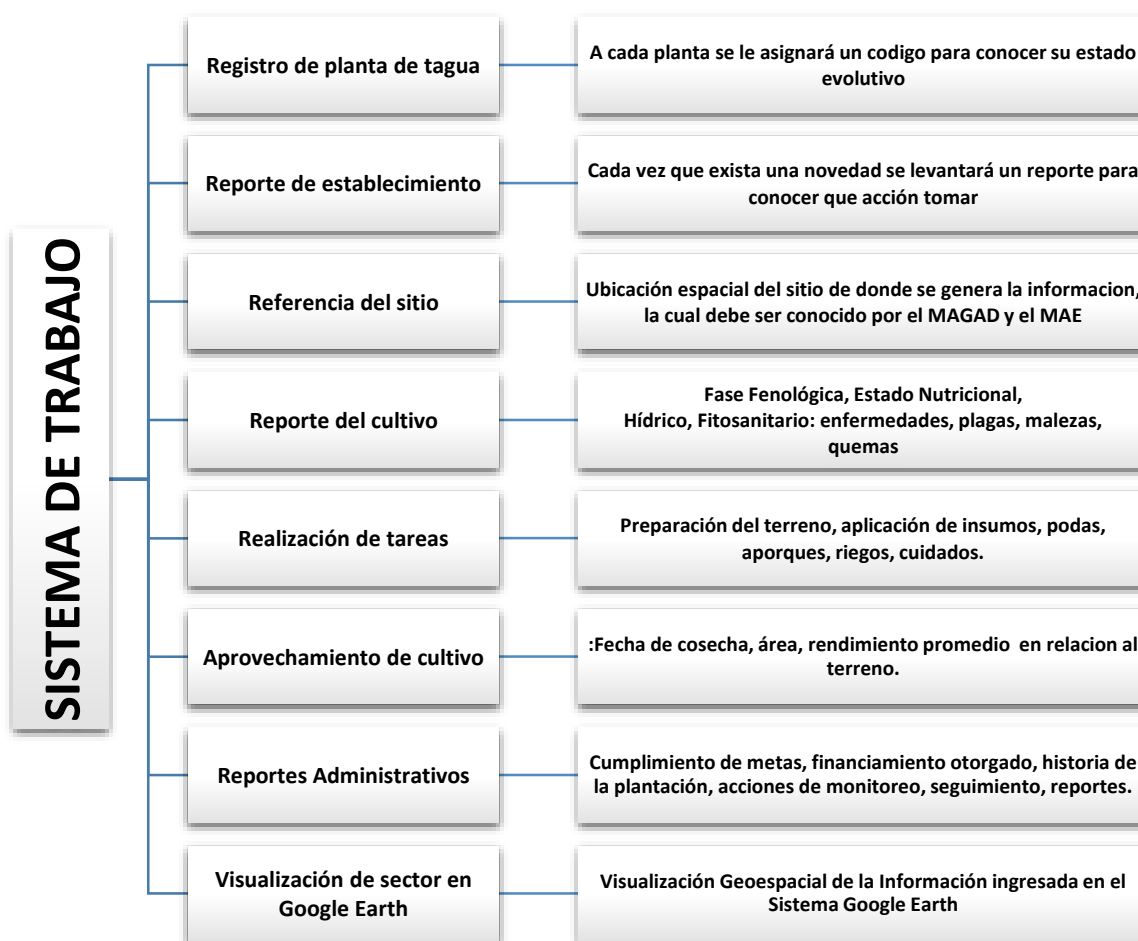 SISTEMA DE TRABAJO
Registro de planta de tagua
A cada planta se le asignará un codigo para conocer su estado
evolutivo
Reporte de establecimiento
Cada vez que exista una novedad se levantará un reporte para
conocer que acción tomar
Referencia del sitio
Ubicación espacial del sitio de donde se genera la informacion,
la cual debe ser conocido por el MAGAD y el MAE
Reporte del cultivo
Fase Fenológica, Estado Nutricional,
Hídrico, Fitosanitario: enfermedades, plagas, malezas,
quemas
Realización de tareas
Preparación del terreno, aplicación de insumos, podas,
aporques, riegos, cuidados.
Aprovechamiento de cultivo
:Fecha de cosecha, área, rendimiento promedio en relacion al
terreno.
Reportes Administrativos
Cumplimiento de metas, financiamiento otorgado, historia de
la plantación, acciones de monitoreo, seguimiento, reportes.
Visualización de sector en
Google Earth
Visualización Geoespacial de la Información ingresada en el
Sistema Google Earth